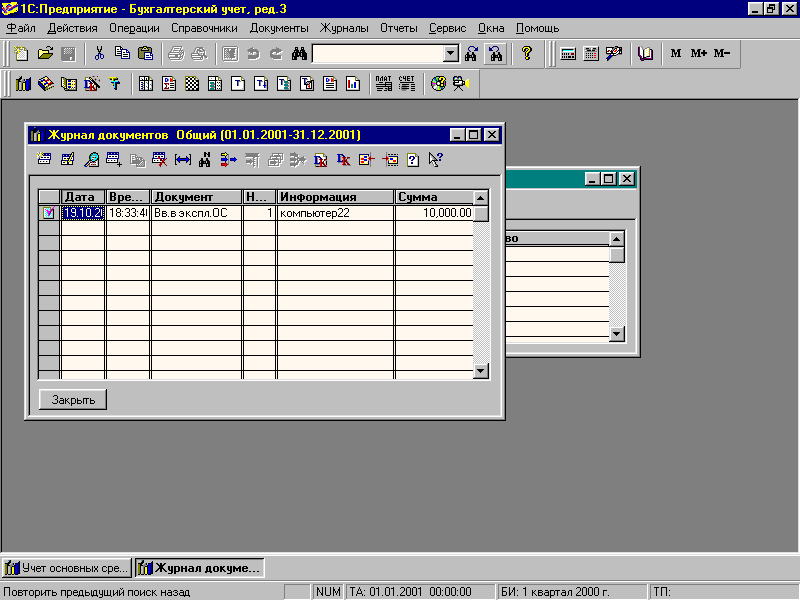 1С:Предприятие - Бухгалтерский учет, ред.3
Файл Действия Операции Справочники Документы Журналы Отчеты Сервис Окна Помощь
М М+ М−
ПЛАТ СЧЕТ
Журнал документов Общий (01.01.2001-31.12.2001)
Дата Вре... Документ Н... Информация Сумма
19.10.20 18:33:40 Вв.в экспл.ОС 1 компьютер22 10,000.00
во
Закрыть
Учет основных сре... Журнал докуме...
Повторить предыдущий поиск назад NUM ТА: 01.01.2001 00:00:00 БИ: 1 квартал 2000 г. ТП: